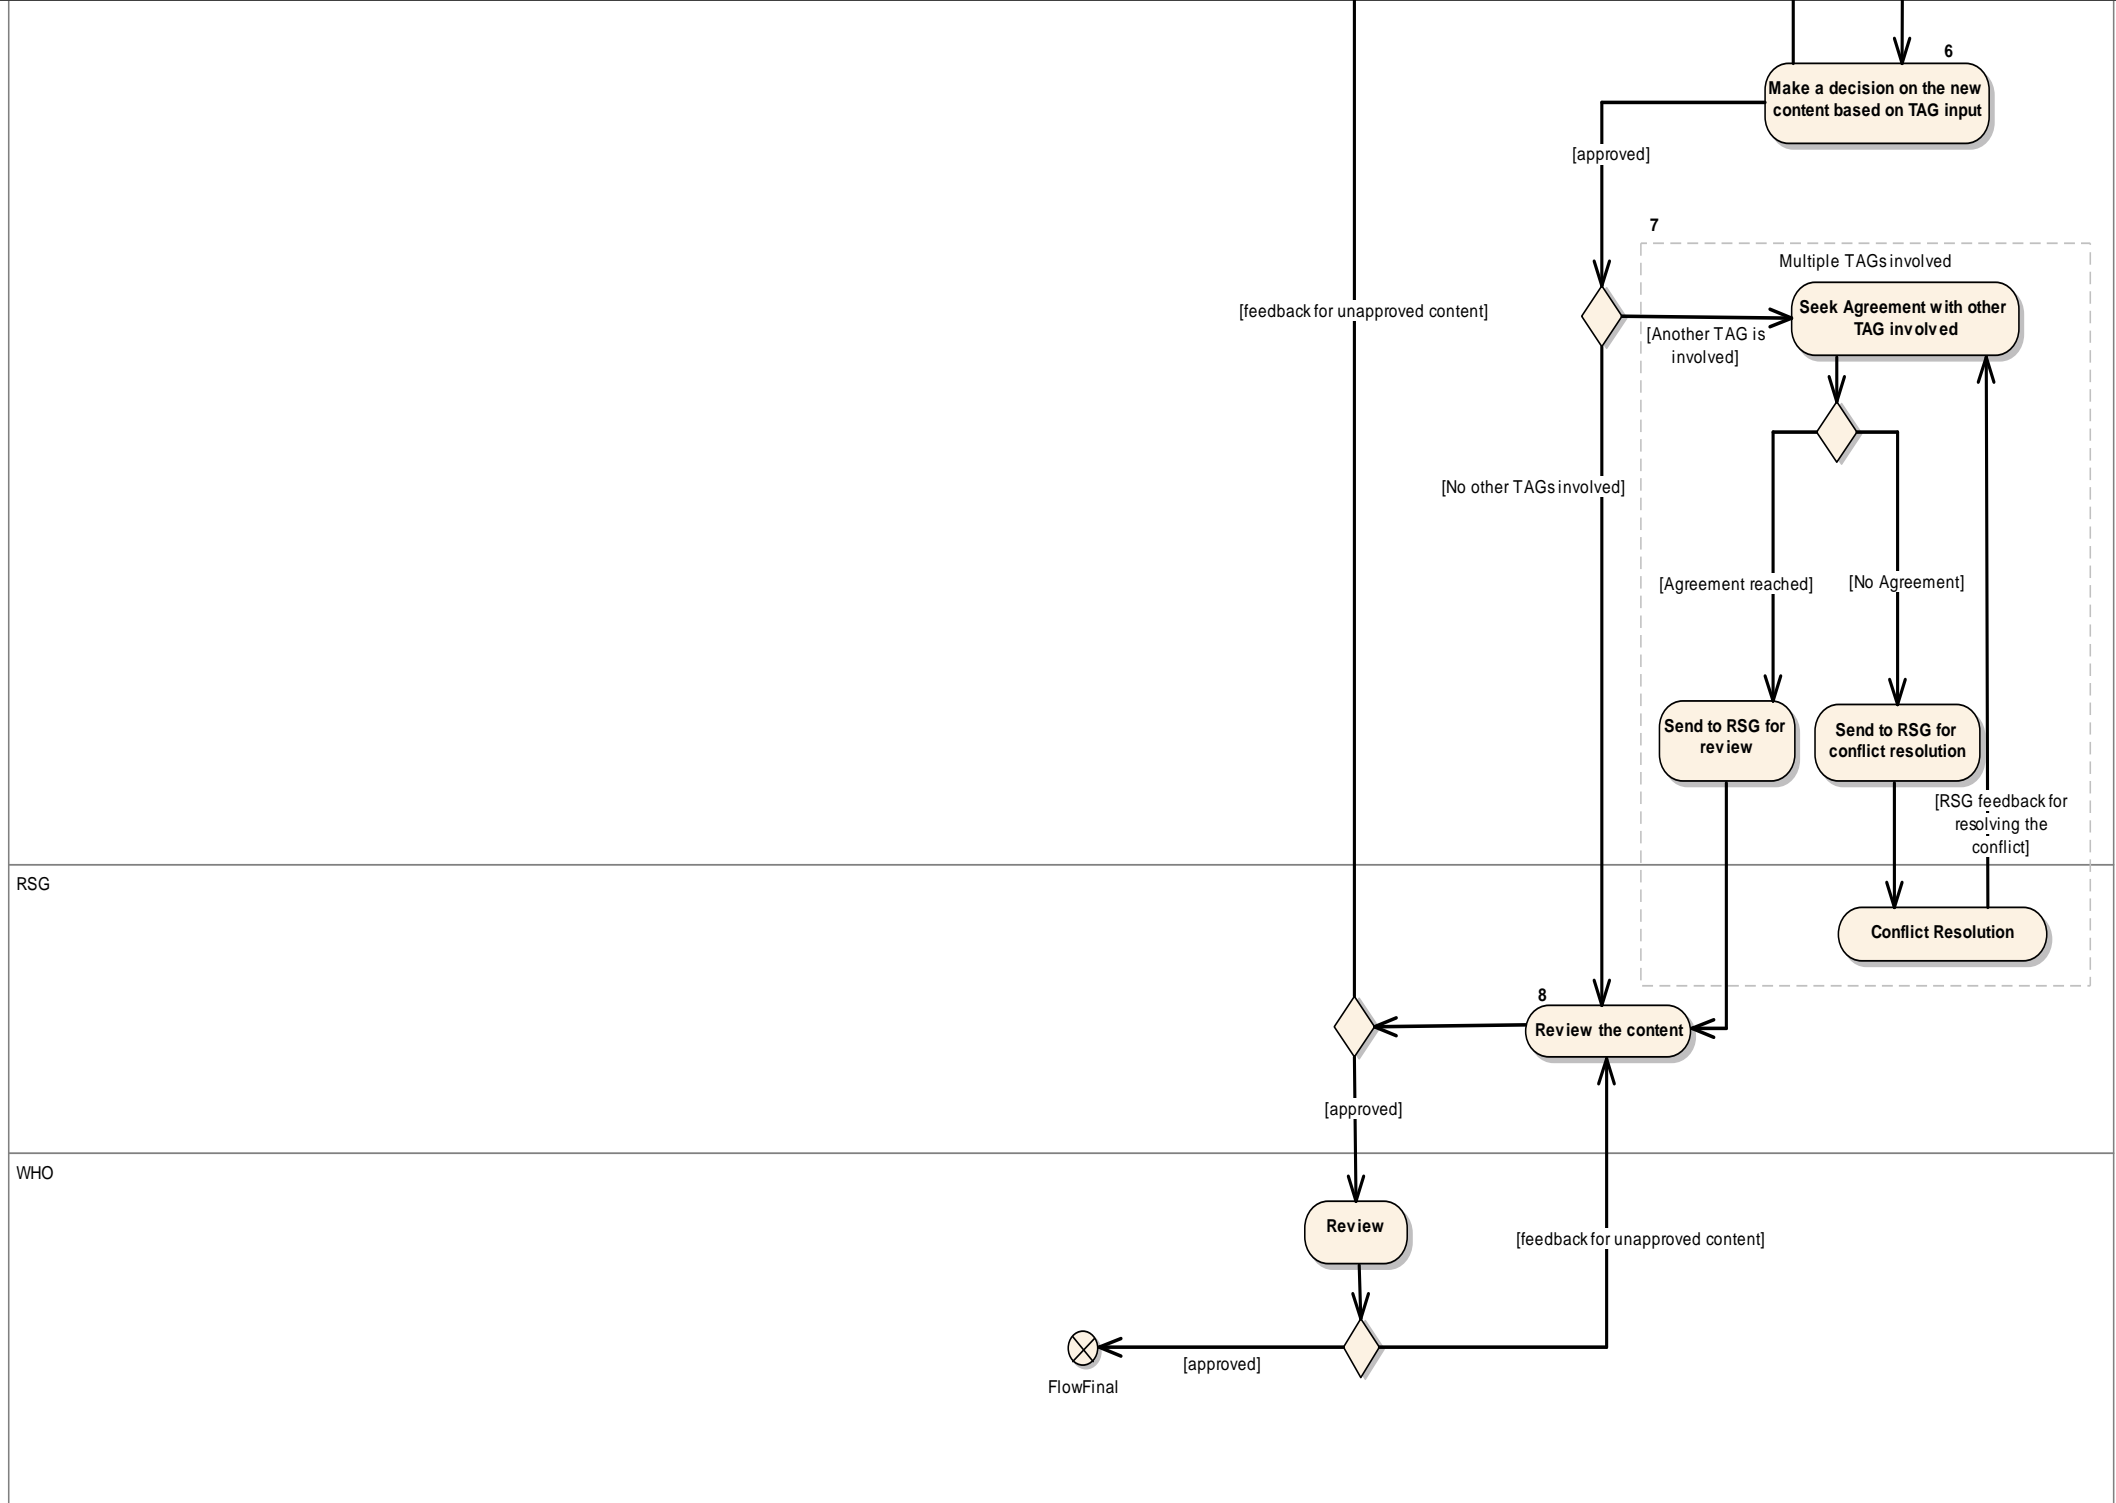 6
Make a decision on the new
content based on TAG input
[approved]
7
Multiple TAGs involved
[feedback for unapproved content]
Seek Agreement with other
TAG involved
[Another TAG is
involved]
[No other TAGs involved]
[Agreement reached]
[No Agreement]
Send to RSG for
review
Send to RSG for
conflict resolution
[RSG feedback for
resolving the
conflict]
RSG
Conflict Resolution
8
Review the content
[approved]
WHO
Review
[feedback for unapproved content]
[approved]
FlowFinal